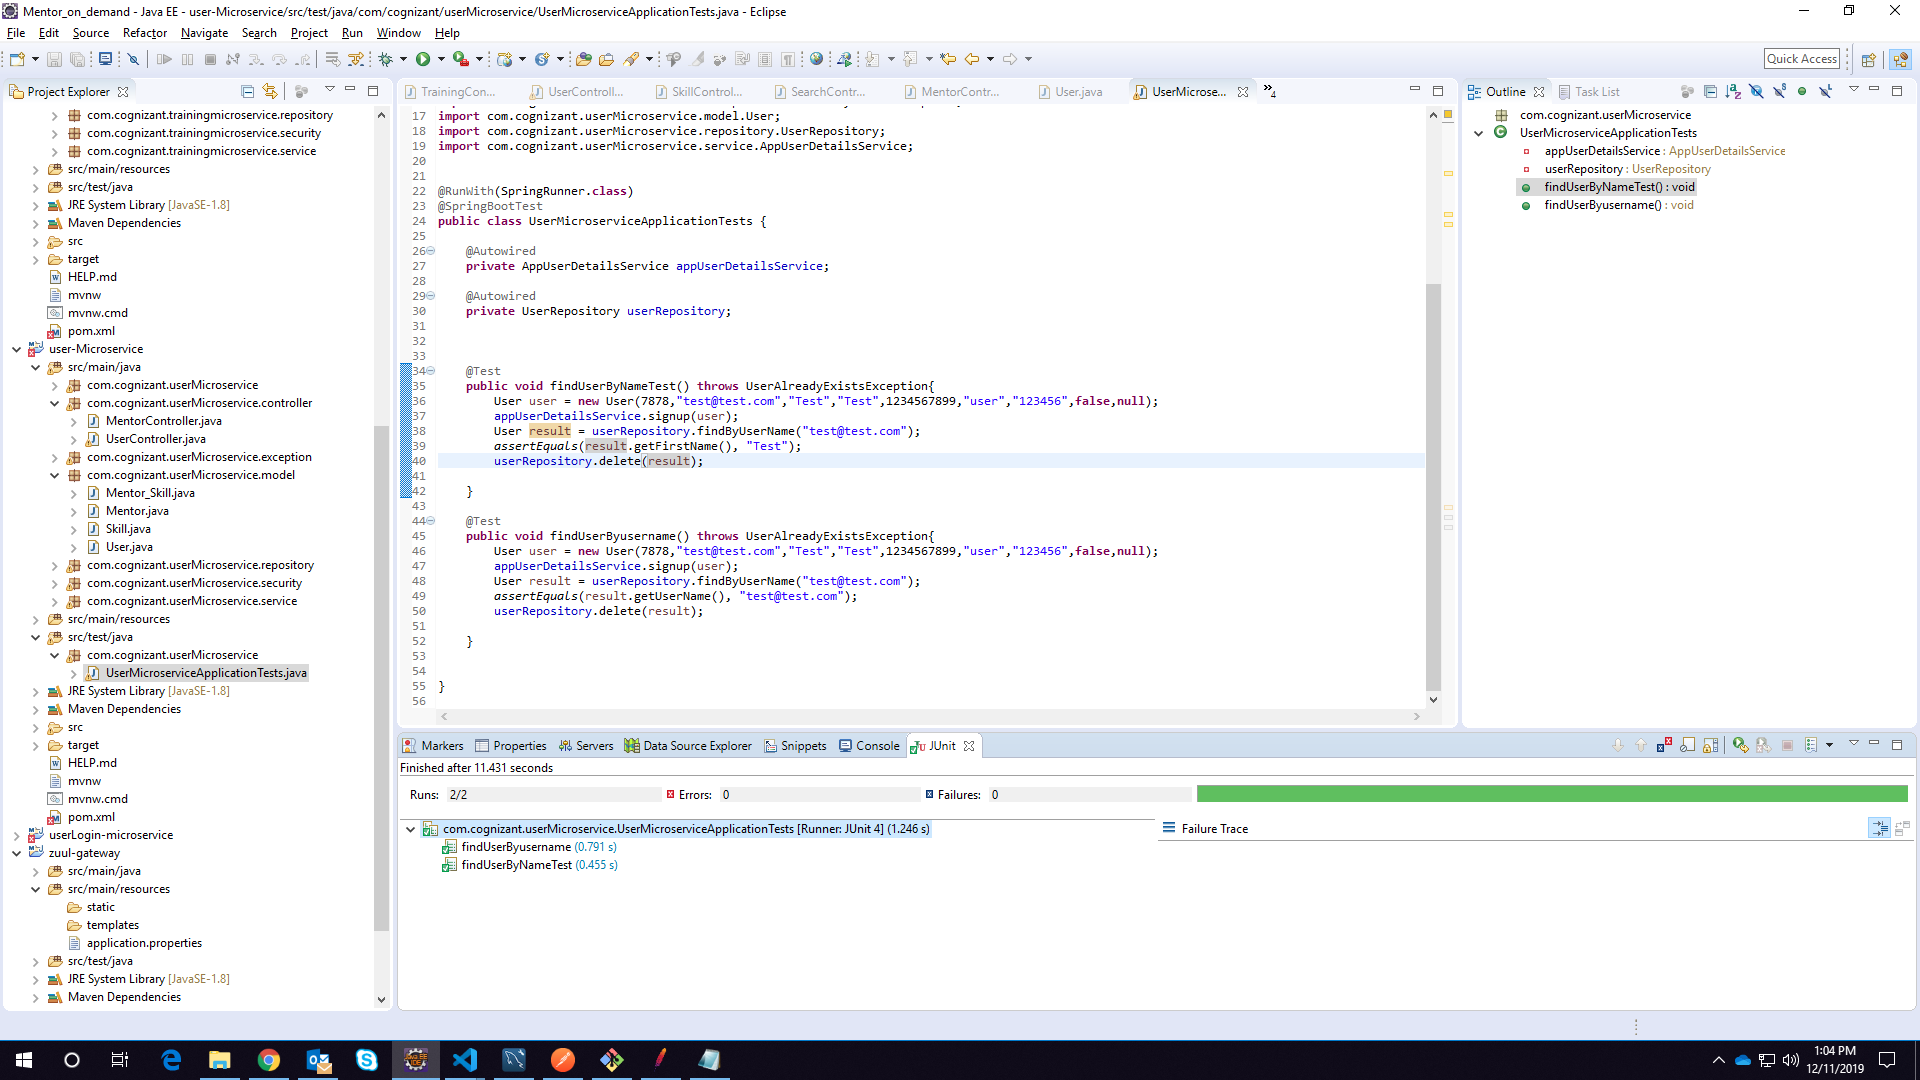 Mentor_on_demand - Java EE - user-Microservice/src/test/java/com/cognizant/userMicroservice/UserMicroserviceApplicationTests.java - Eclipse
File Edit Source Refactor Navigate Search Project Run Window Help
Quick Access
Project Explorer
com.cognizant.trainingmicroservice.repository
com.cognizant.trainingmicroservice.security
com.cognizant.trainingmicroservice.service
src/main/resources
src/test/java
JRE System Library [JavaSE-1.8]
Maven Dependencies
src
target
HELP.md
mvnw
mvnw.cmd
pom.xml
user-Microservice
src/main/java
com.cognizant.userMicroservice
com.cognizant.userMicroservice.controller
MentorController.java
UserController.java
com.cognizant.userMicroservice.exception
com.cognizant.userMicroservice.model
Mentor_Skill.java
Mentor.java
Skill.java
User.java
com.cognizant.userMicroservice.repository
com.cognizant.userMicroservice.security
com.cognizant.userMicroservice.service
src/main/resources
src/test/java
com.cognizant.userMicroservice
UserMicroserviceApplicationTests.java
JRE System Library [JavaSE-1.8]
Maven Dependencies
src
target
HELP.md
mvnw
mvnw.cmd
pom.xml
userLogin-microservice
zuul-gateway
src/main/java
src/main/resources
static
templates
application.properties
src/test/java
JRE System Library [JavaSE-1.8]
Maven Dependencies
TrainingCon... UserControll... SkillControl... SearchContr... MentorContr... User.java UserMicrose... »4
17 import com.cognizant.userMicroservice.model.User;
18 import com.cognizant.userMicroservice.repository.UserRepository;
19 import com.cognizant.userMicroservice.service.AppUserDetailsService;
20
21
22 @RunWith(SpringRunner.class)
23 @SpringBootTest
24 public class UserMicroserviceApplicationTests {
25
26 @Autowired
27 private AppUserDetailsService appUserDetailsService;
28
29 @Autowired
30 private UserRepository userRepository;
31
32
33
34 @Test
35 public void findUserByNameTest() throws UserAlreadyExistsException{
36 User user = new User(7878,"test@test.com","Test","Test",1234567899,"user","123456",false,null);
37 appUserDetailsService.signup(user);
38 User result = userRepository.findByUserName("test@test.com");
39 assertEquals(result.getFirstName(), "Test");
40 userRepository.delete(result);
41
42 }
43
44 @Test
45 public void findUserByusername() throws UserAlreadyExistsException{
46 User user = new User(7878,"test@test.com","Test","Test",1234567899,"user","123456",false,null);
47 appUserDetailsService.signup(user);
48 User result = userRepository.findByUserName("test@test.com");
49 assertEquals(result.getUserName(), "test@test.com");
50 userRepository.delete(result);
51
52 }
53
54
55 }
56
Outline Task List
com.cognizant.userMicroservice
UserMicroserviceApplicationTests
appUserDetailsService : AppUserDetailsService
userRepository : UserRepository
findUserByNameTest() : void
findUserByusername() : void
Markers Properties Servers Data Source Explorer Snippets Console JUnit
Finished after 11.431 seconds
Runs: 2/2 Errors: 0 Failures: 0
com.cognizant.userMicroservice.UserMicroserviceApplicationTests [Runner: JUnit 4] (1.246 s)
findUserByusername (0.791 s)
findUserByNameTest (0.455 s)
Failure Trace
1:04 PM
12/11/2019